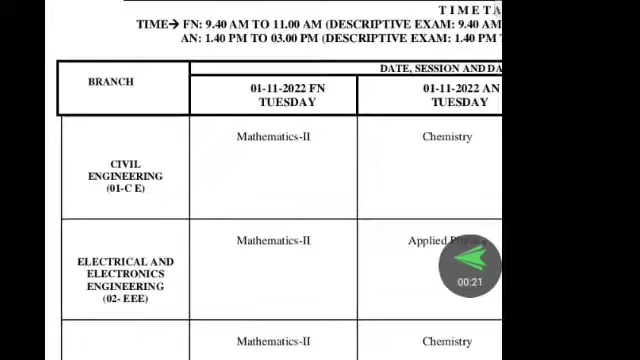 T I M E T A
TIME→ FN: 9.40 AM TO 11.00 AM (DESCRIPTIVE EXAM: 9.40 AM
AN: 1.40 PM TO 03.00 PM (DESCRIPTIVE EXAM: 1.40 PM
DATE, SESSION AND DA
BRANCH
01-11-2022 FN
TUESDAY
01-11-2022 AN
TUESDAY
CIVIL
ENGINEERING
(01-C E)
Mathematics-II
Chemistry
ELECTRICAL AND
ELECTRONICS
ENGINEERING
(02- EEE)
Mathematics-II
Applied Physics
00:21
Mathematics-II
Chemistry